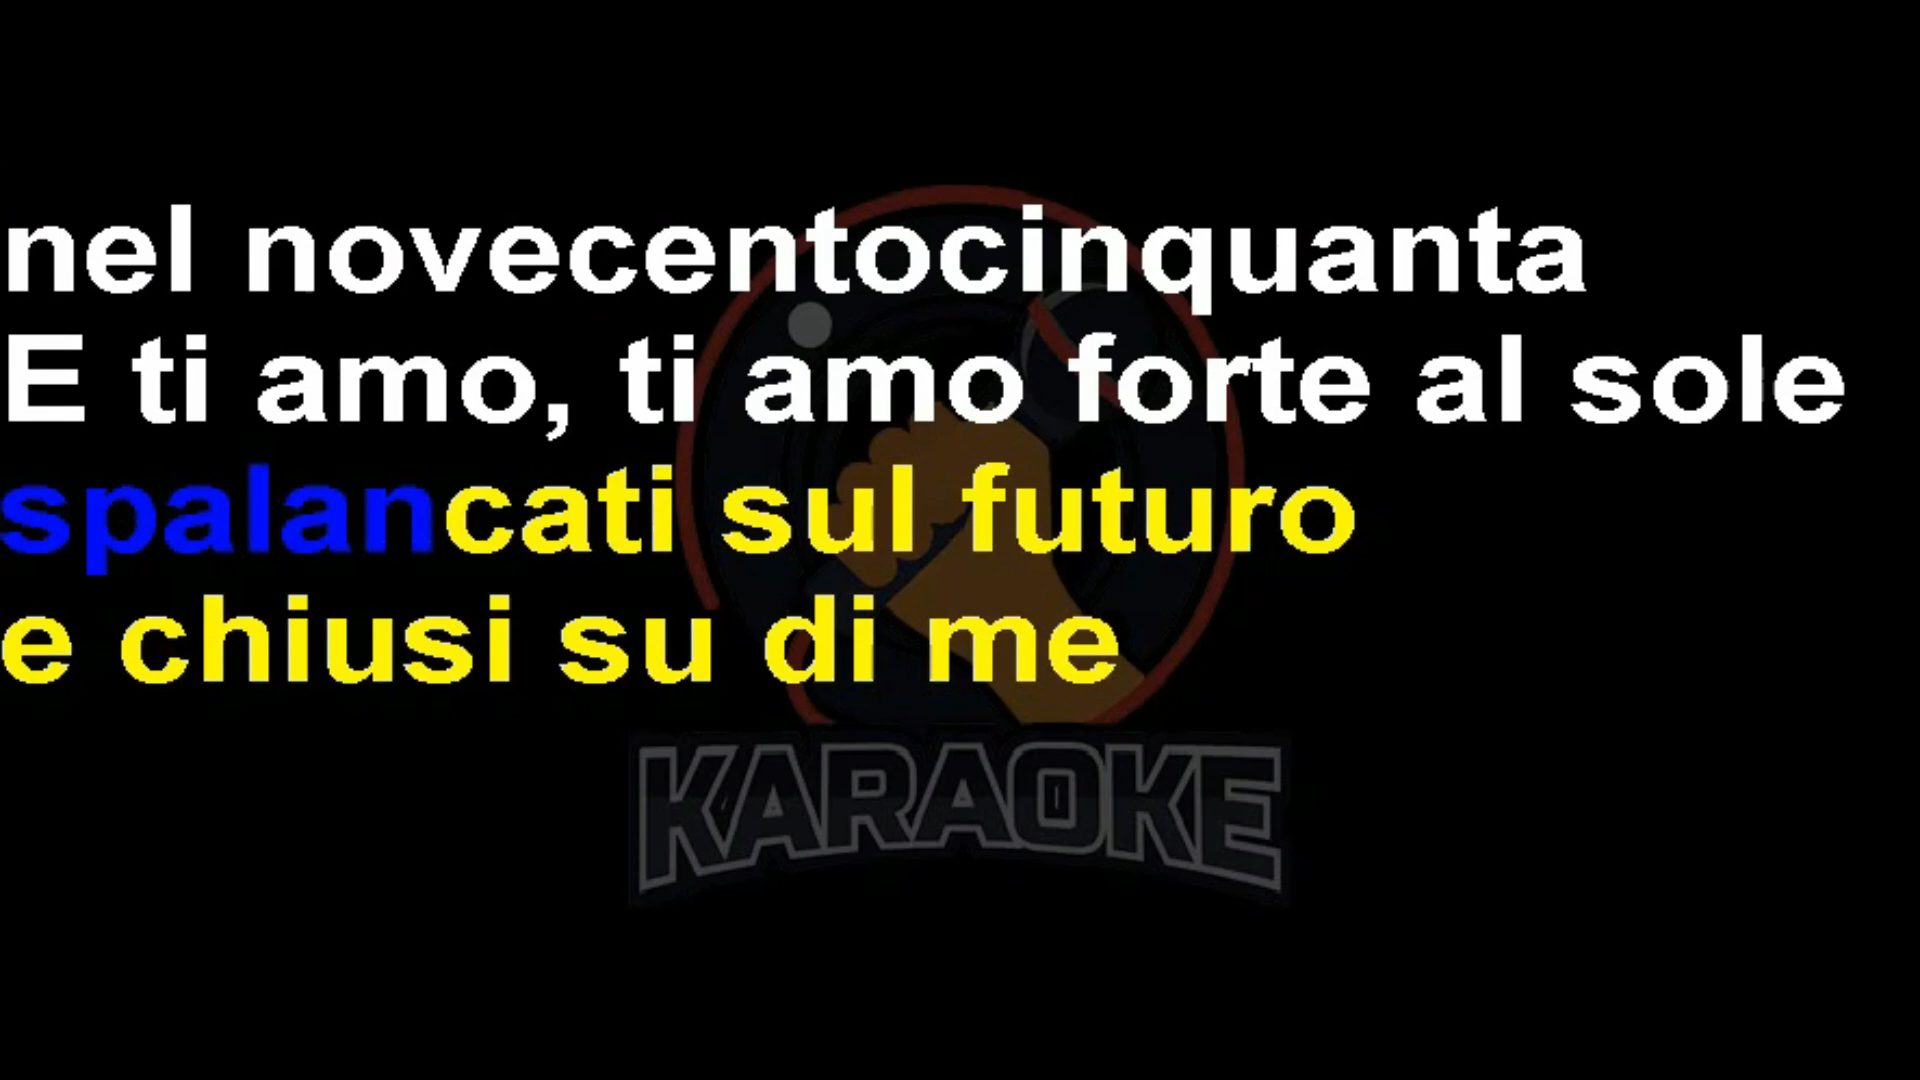 nel novecentocinquanta
E ti amo, ti amo forte al sole
spalancati sul futuro
e chiusi su di me
KARAOKE